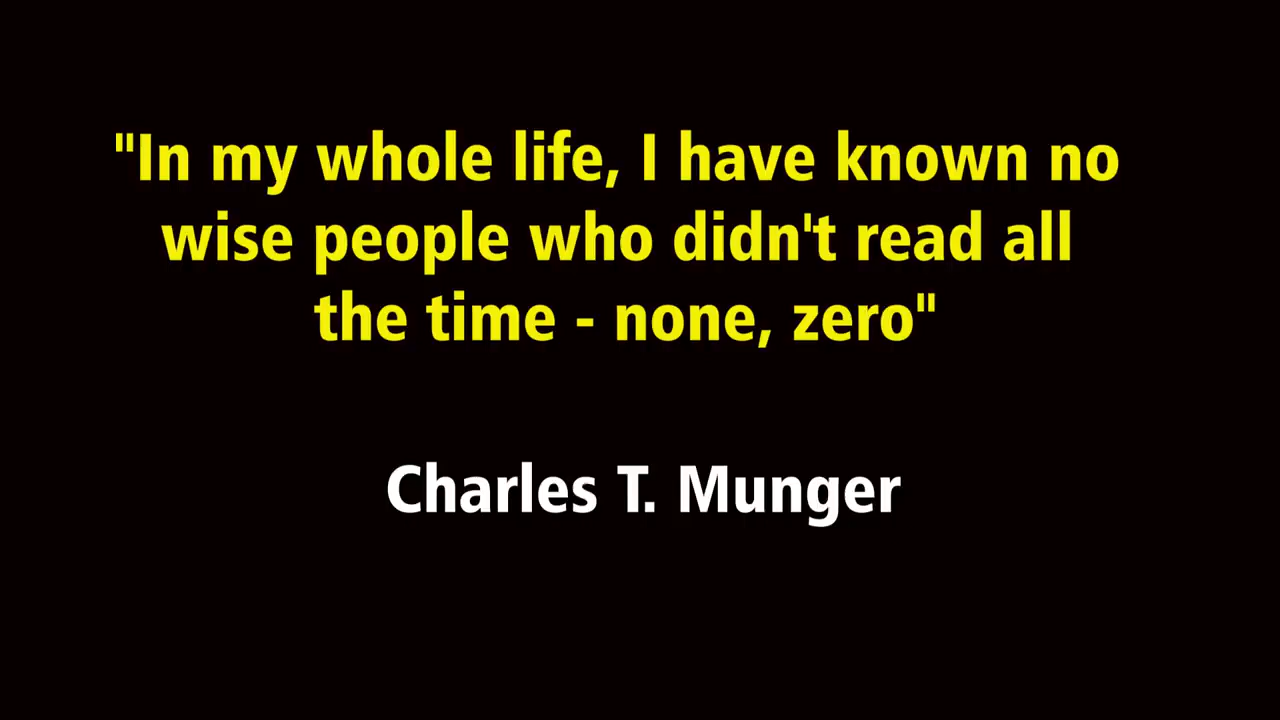 "In my whole life, I have known no
wise people who didn't read all
the time - none, zero"
Charles T. Munger